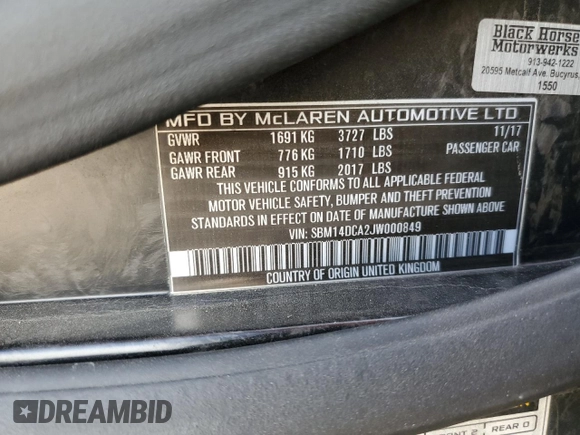 Black Horse
Motorwerks
913-942-1222
20595 Metcalf Ave. Bucyrus,
1550
MFD BY McLAREN AUTOMOTIVE LTD
GVWR 1691 KG 3727 LBS 11/17
GAWR FRONT 776 KG 1710 LBS PASSENGER CAR
GAWR REAR 915 KG 2017 LBS
THIS VEHICLE CONFORMS TO ALL APPLICABLE FEDERAL
MOTOR VEHICLE SAFETY, BUMPER AND THEFT PREVENTION
STANDARDS IN EFFECT ON DATE OF MANUFACTURE SHOWN ABOVE
VIN: SBM14DCA2JW000849
COUNTRY OF ORIGIN UNITED KINGDOM
FRONT 2 REAR 0
DREAMBID